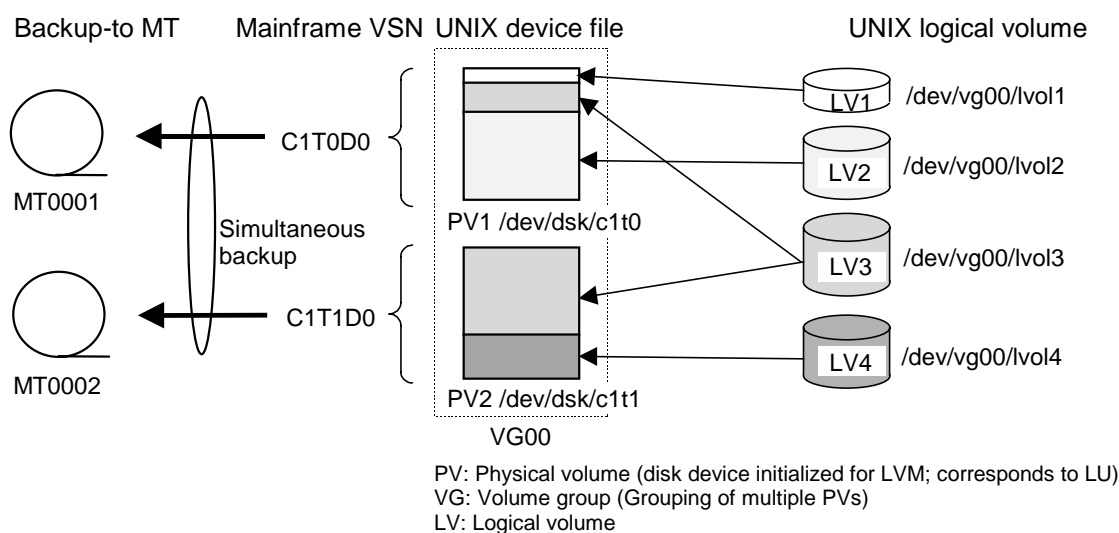 Backup-to MT
Mainframe VSN
UNIX device file
UNIX logical volume
MT0001
MT0002
Simultaneous
backup
C1T0D0
C1T1D0
PV1 /dev/dsk/c1t0
PV2 /dev/dsk/c1t1
VG00
LV1
/dev/vg00/lvol1
LV2
/dev/vg00/lvol2
LV3
/dev/vg00/lvol3
LV4
/dev/vg00/lvol4
PV: Physical volume (disk device initialized for LVM; corresponds to LU)
VG: Volume group (Grouping of multiple PVs)
LV: Logical volume